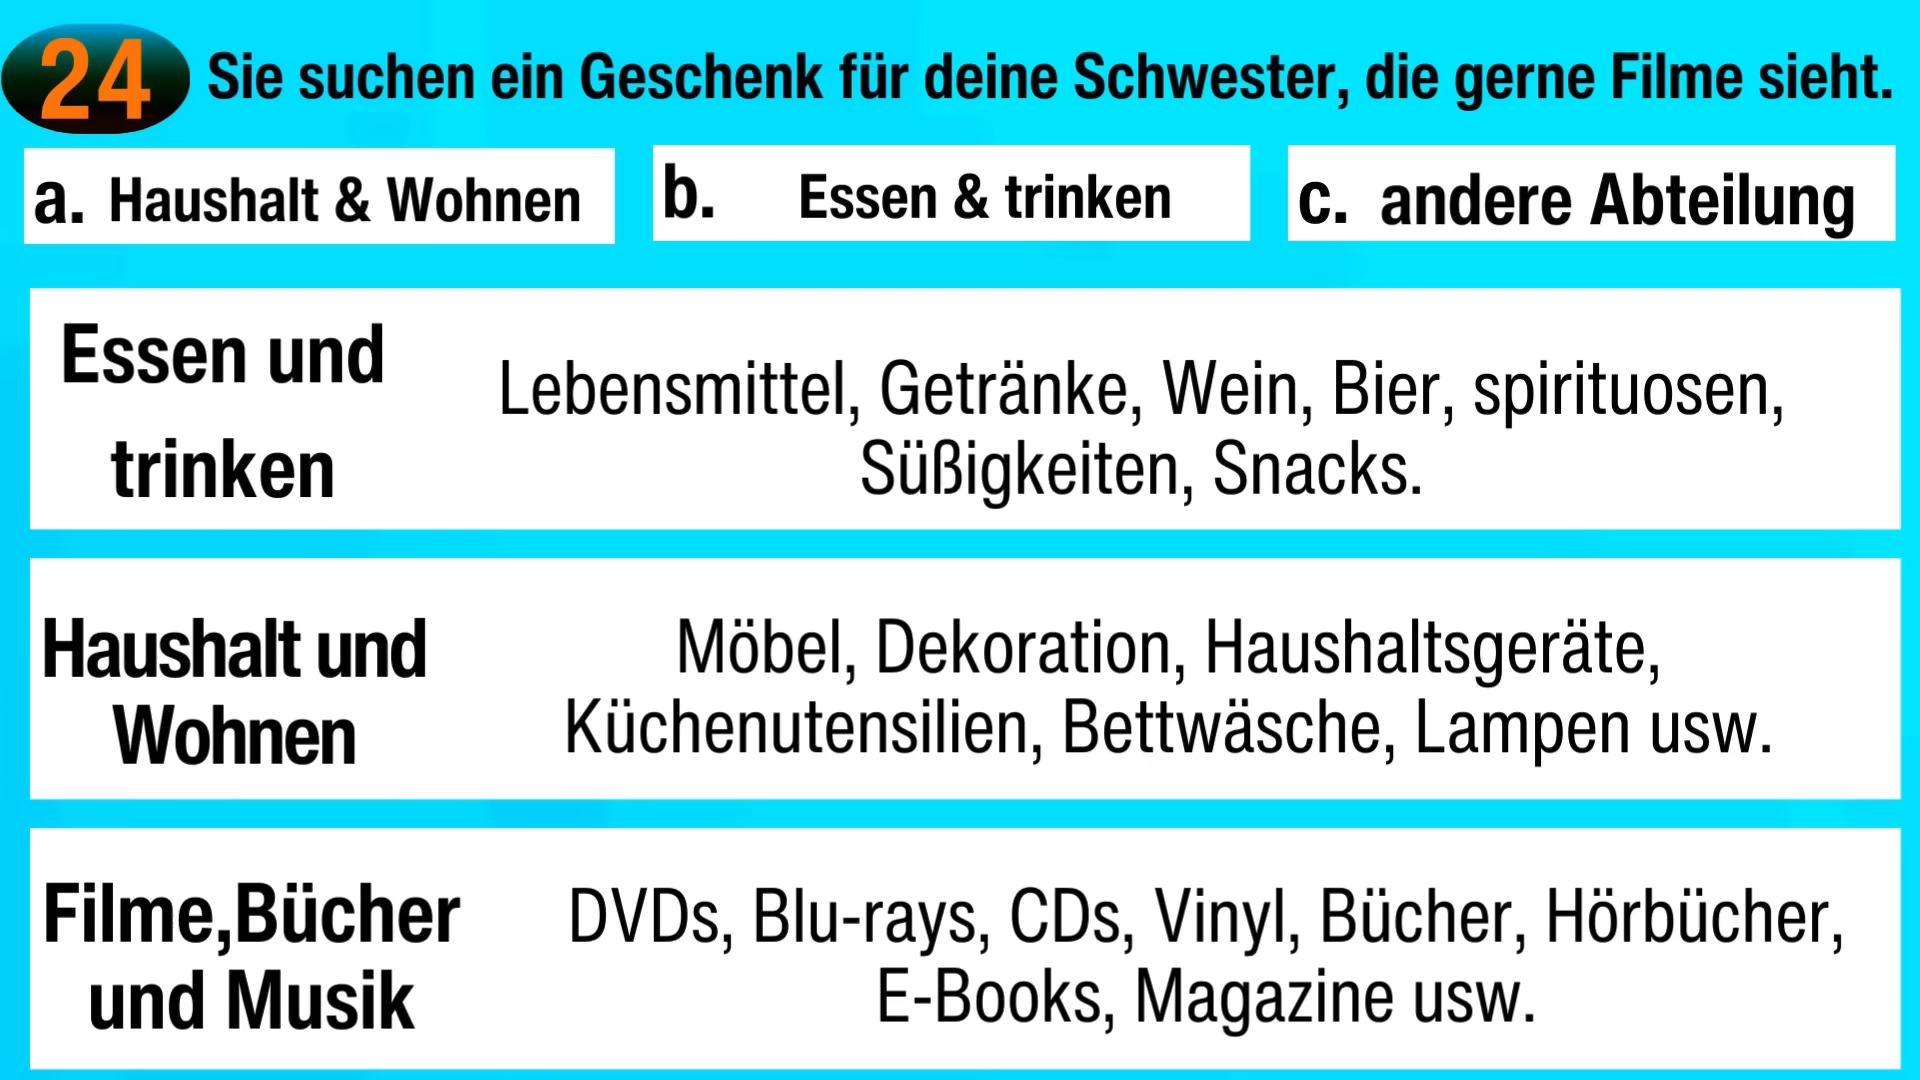 24 Sie suchen ein Geschenk für deine Schwester, die gerne Filme sieht.
a. Haushalt & Wohnen
b. Essen & trinken
c. andere Abteilung
Essen und
trinken
Lebensmittel, Getränke, Wein, Bier, spirituosen,
Süßigkeiten, Snacks.
Haushalt und
Wohnen
Möbel, Dekoration, Haushaltsgeräte,
Küchenutensilien, Bettwäsche, Lampen usw.
Filme,Bücher
und Musik
DVDs, Blu-rays, CDs, Vinyl, Bücher, Hörbücher,
E-Books, Magazine usw.